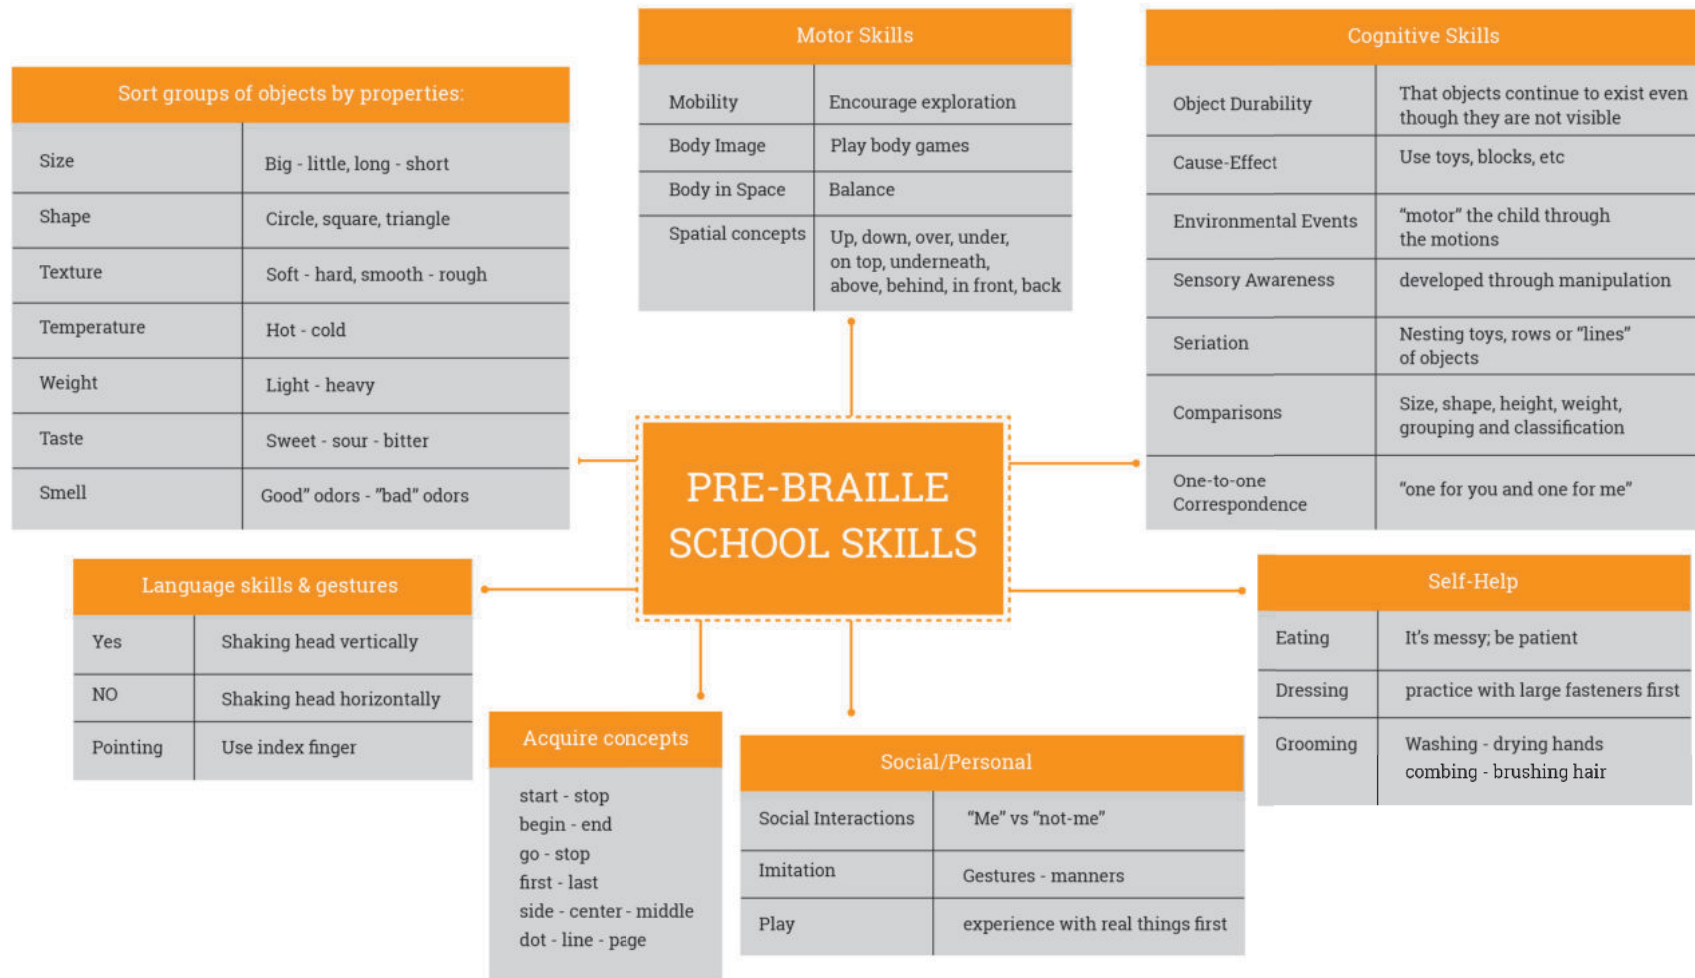 Sort groups of objects by properties:
Size Big - little, long - short
Shape Circle, square, triangle
Texture Soft - hard, smooth - rough
Temperature Hot - cold
Weight Light - heavy
Taste Sweet - sour - bitter
Smell Good” odors - ”bad” odors
Motor Skills
Mobility Encourage exploration
Body Image Play body games
Body in Space Balance
Spatial concepts Up, down, over, under,
on top, underneath,
above, behind, in front, back
Cognitive Skills
Object Durability That objects continue to exist even
though they are not visible
Cause-Effect Use toys, blocks, etc
Environmental Events “motor” the child through
the motions
Sensory Awareness developed through manipulation
Seriation Nesting toys, rows or “lines”
of objects
Comparisons Size, shape, height, weight,
grouping and classification
One-to-one
Correspondence “one for you and one for me”
PRE-BRAILLE
SCHOOL SKILLS
Language skills & gestures
Yes Shaking head vertically
NO Shaking head horizontally
Pointing Use index finger
Acquire concepts
start - stop
begin - end
go - stop
first - last
side - center - middle
dot - line - page
Social/Personal
Social Interactions “Me” vs “not-me”
Imitation Gestures - manners
Play experience with real things first
Self-Help
Eating It’s messy; be patient
Dressing practice with large fasteners first
Grooming Washing - drying hands
combing - brushing hair